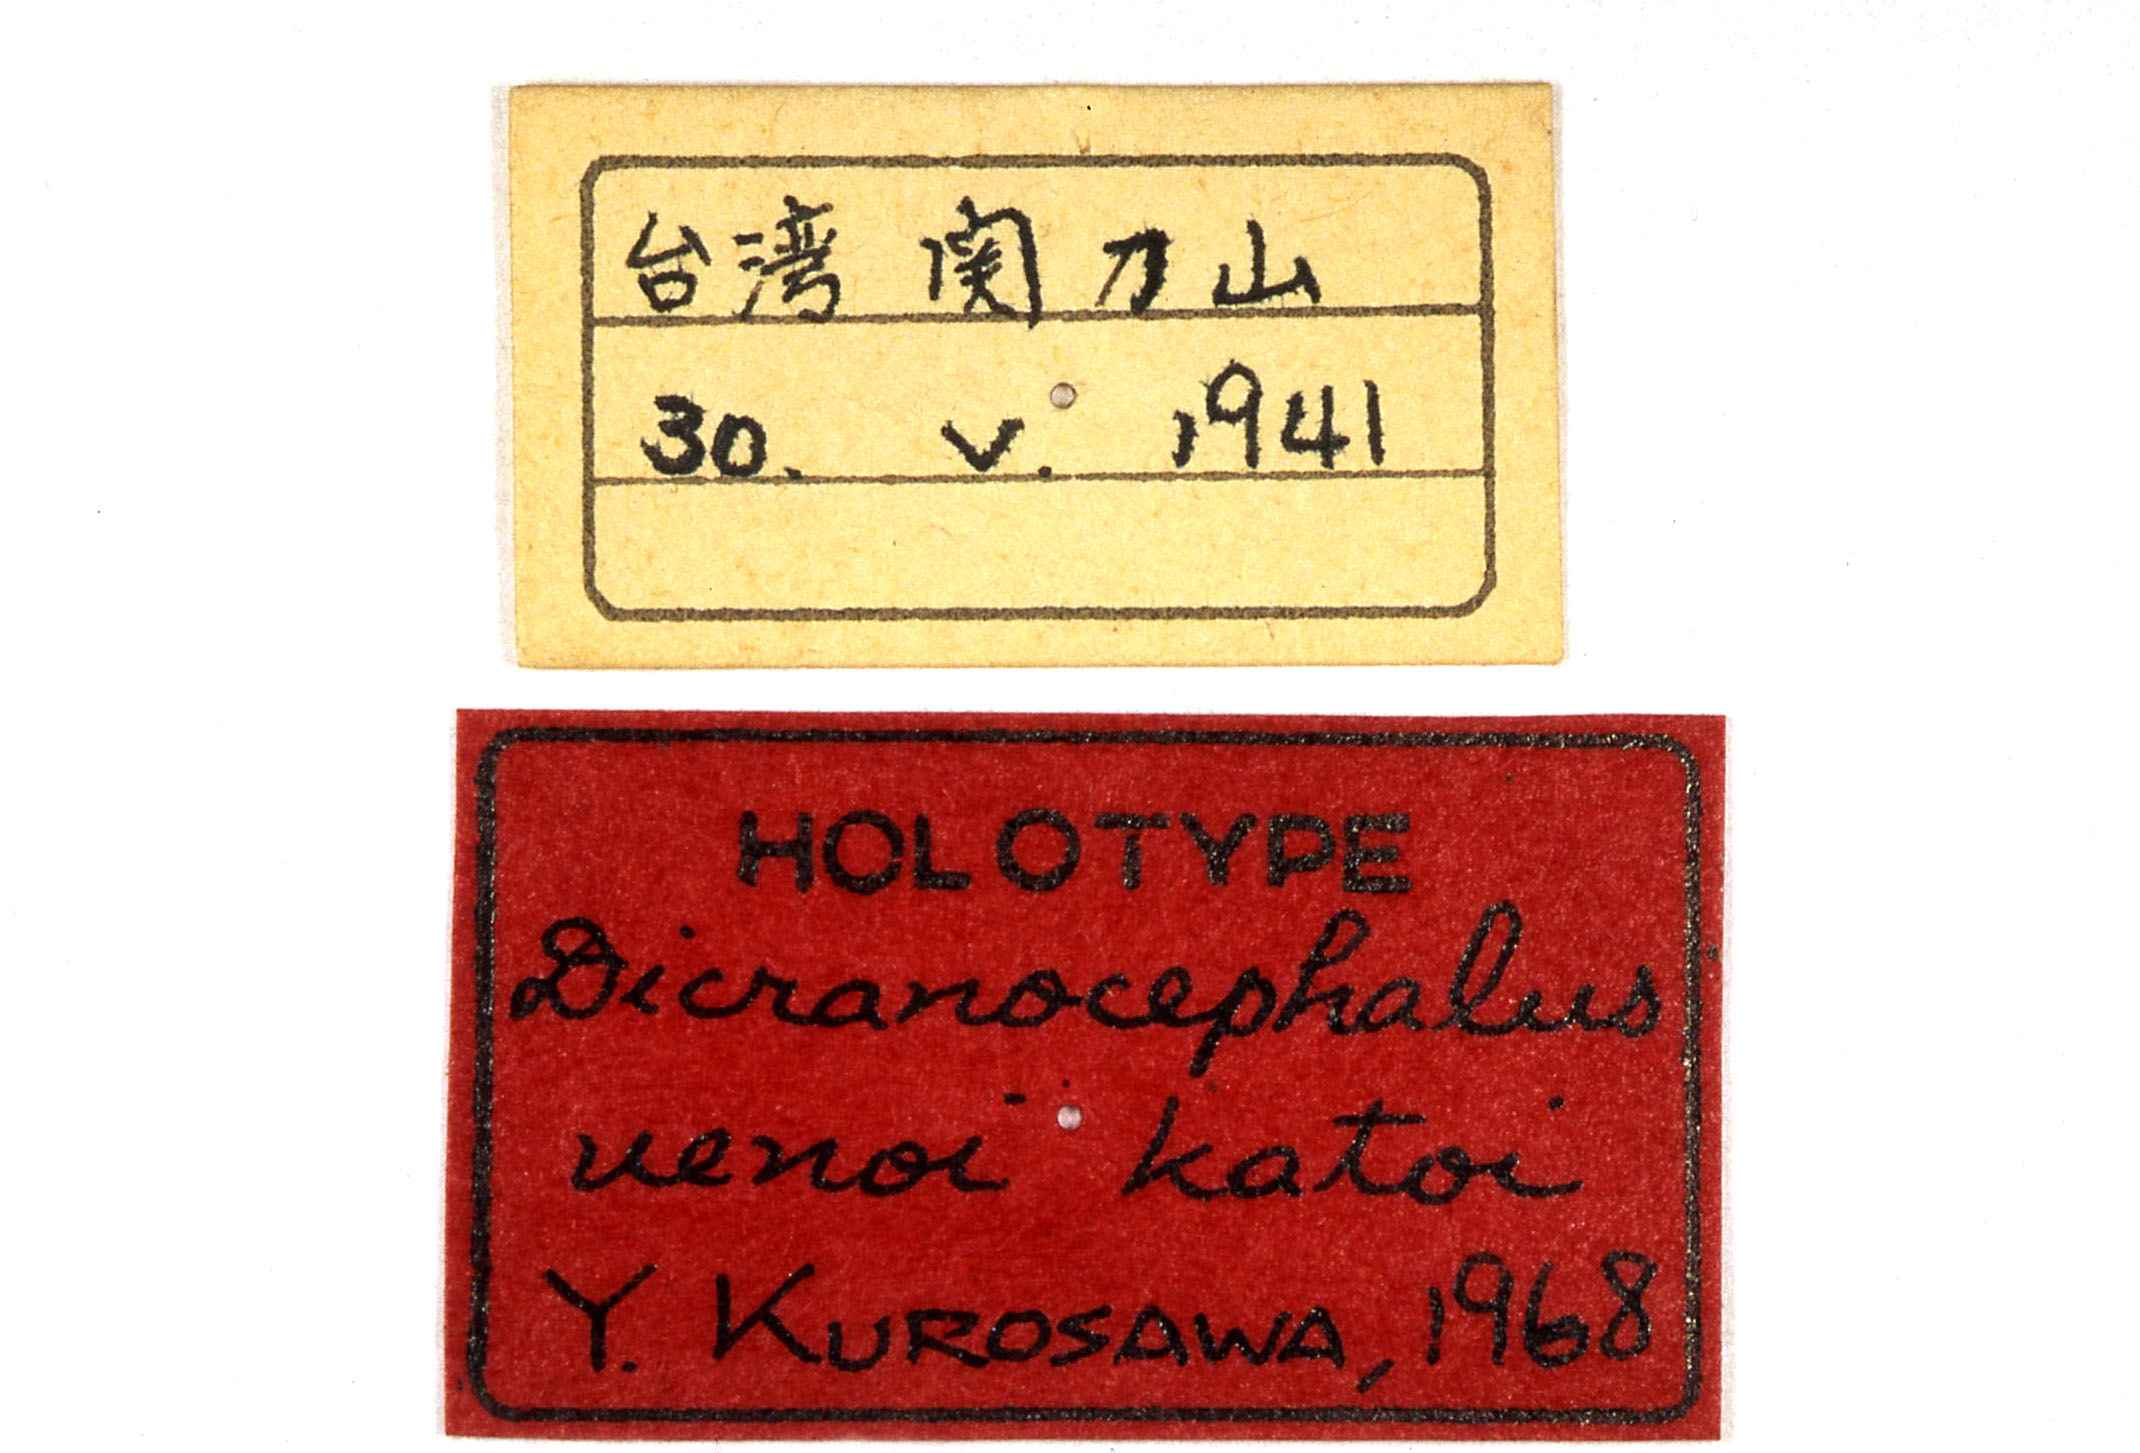 台湾 関刀山
30. v. 1941
HOLOTYPE
Dicranocephalus
uenoi katoi
Y. KUROSAWA, 1968